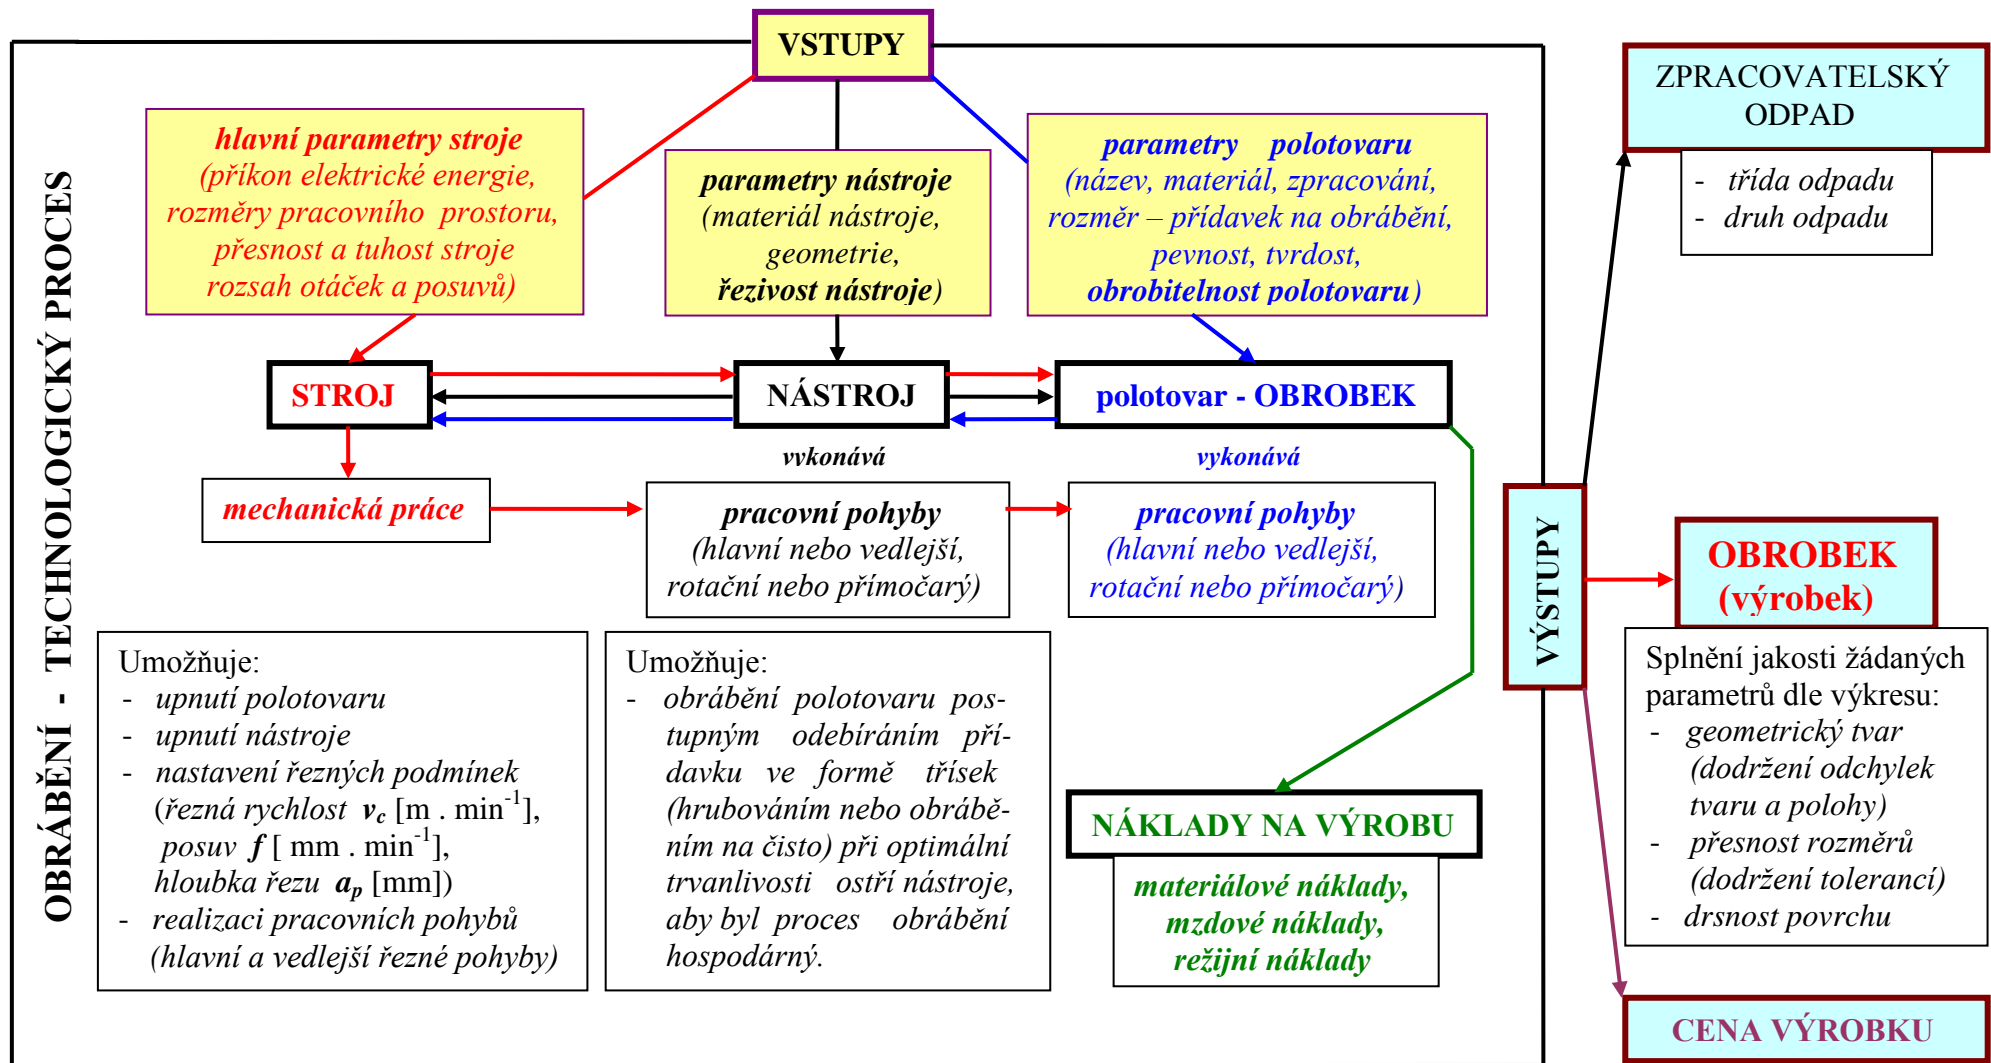 VSTUPY
OBRÁBĚNÍ - TECHNOLOGICKÝ PROCES
hlavní parametry stroje
(příkon elektrické energie,
rozměry pracovního prostoru,
přesnost a tuhost stroje
rozsah otáček a posuvů)
parametry nástroje
(materiál nástroje,
geometrie,
řezivost nástroje)
parametry polotovaru
(název, materiál, zpracování,
rozměr – přídavek na obrábění,
pevnost, tvrdost,
obrobitelnost polotovaru)
STROJ
NÁSTROJ
polotovar - OBROBEK
vykonává
vykonává
mechanická práce
pracovní pohyby
(hlavní nebo vedlejší,
rotační nebo přímočarý)
pracovní pohyby
(hlavní nebo vedlejší,
rotační nebo přímočarý)
Umožňuje:
- upnutí polotovaru
- upnutí nástroje
- nastavení řezných podmínek
(řezná rychlost v_c [m . min⁻¹],
posuv f [ mm . min⁻¹],
hloubka řezu a_p [mm])
- realizaci pracovních pohybů
(hlavní a vedlejší řezné pohyby)
Umožňuje:
- obrábění polotovaru pos-
tupným odebíráním pří-
davku ve formě třísek
(hrubováním nebo obrábě-
ním na čisto) při optimální
trvanlivosti ostří nástroje,
aby byl proces obrábění
hospodárný.
NÁKLADY NA VÝROBU
materiálové náklady,
mzdové náklady,
režijní náklady
VÝSTUPY
ZPRACOVATELSKÝ
ODPAD
- třída odpadu
- druh odpadu
OBROBEK
(výrobek)
Splnění jakosti žádaných
parametrů dle výkresu:
- geometrický tvar
(dodržení odchylek
tvaru a polohy)
- přesnost rozměrů
(dodržení tolerancí)
- drsnost povrchu
CENA VÝROBKU